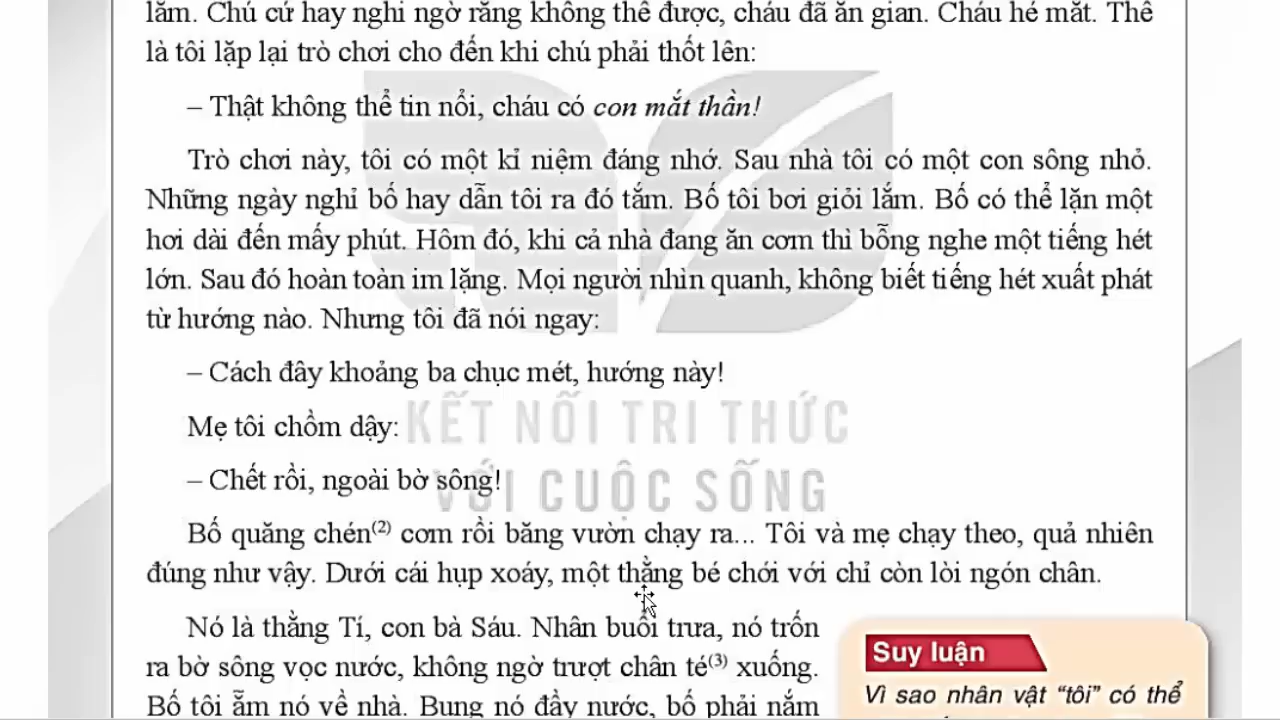 lắm. Chú cứ hay nghi ngờ rằng không thể được, cháu đã ăn gian. Cháu hé mắt. Thế
là tôi lặp lại trò chơi cho đến khi chú phải thốt lên:
– Thật không thể tin nổi, cháu có con mắt thần!
Trò chơi này, tôi có một kỉ niệm đáng nhớ. Sau nhà tôi có một con sông nhỏ.
Những ngày nghỉ bố hay dẫn tôi ra đó tắm. Bố tôi bơi giỏi lắm. Bố có thể lặn một
hơi dài đến mấy phút. Hôm đó, khi cả nhà đang ăn cơm thì bỗng nghe một tiếng hét
lớn. Sau đó hoàn toàn im lặng. Mọi người nhìn quanh, không biết tiếng hét xuất phát
từ hướng nào. Nhưng tôi đã nói ngay:
– Cách đây khoảng ba chục mét, hướng này!
Mẹ tôi chồm dậy:
KẾT NỐI TRI THỨC
– Chết rồi, ngoài bờ sông!
VỚI CUỘC SỐNG
Bố quăng chén(2) cơm rồi băng vườn chạy ra... Tôi và mẹ chạy theo, quả nhiên
đúng như vậy. Dưới cái hụp xoáy, một thằng bé chới với chỉ còn lòi ngón chân.
Nó là thằng Tí, con bà Sáu. Nhân buổi trưa, nó trốn
ra bờ sông vọc nước, không ngờ trượt chân té(3) xuống.
Bố tôi ẵm nó về nhà. Bụng nó đầy nước, bố phải nắm
Suy luận
Vì sao nhân vật “tôi” có thể